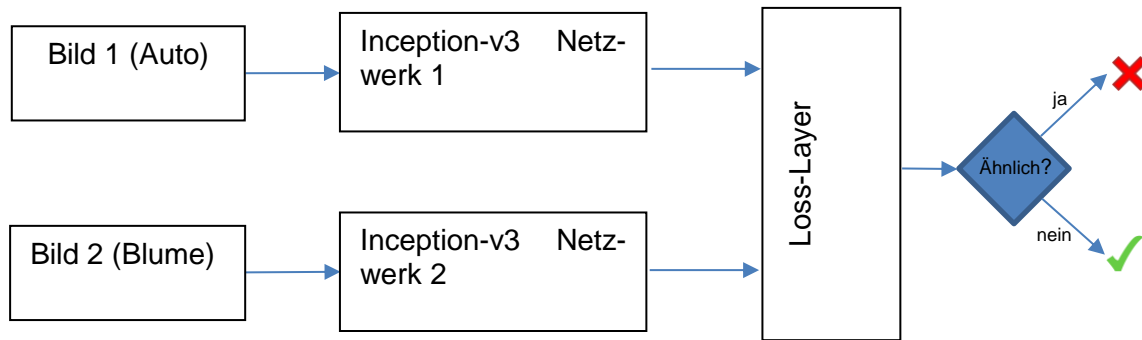 Bild 1 (Auto)
Inception-v3 Netz-
werk 1
Bild 2 (Blume)
Inception-v3 Netz-
werk 2
Loss-Layer
Ähnlich?
ja
nein